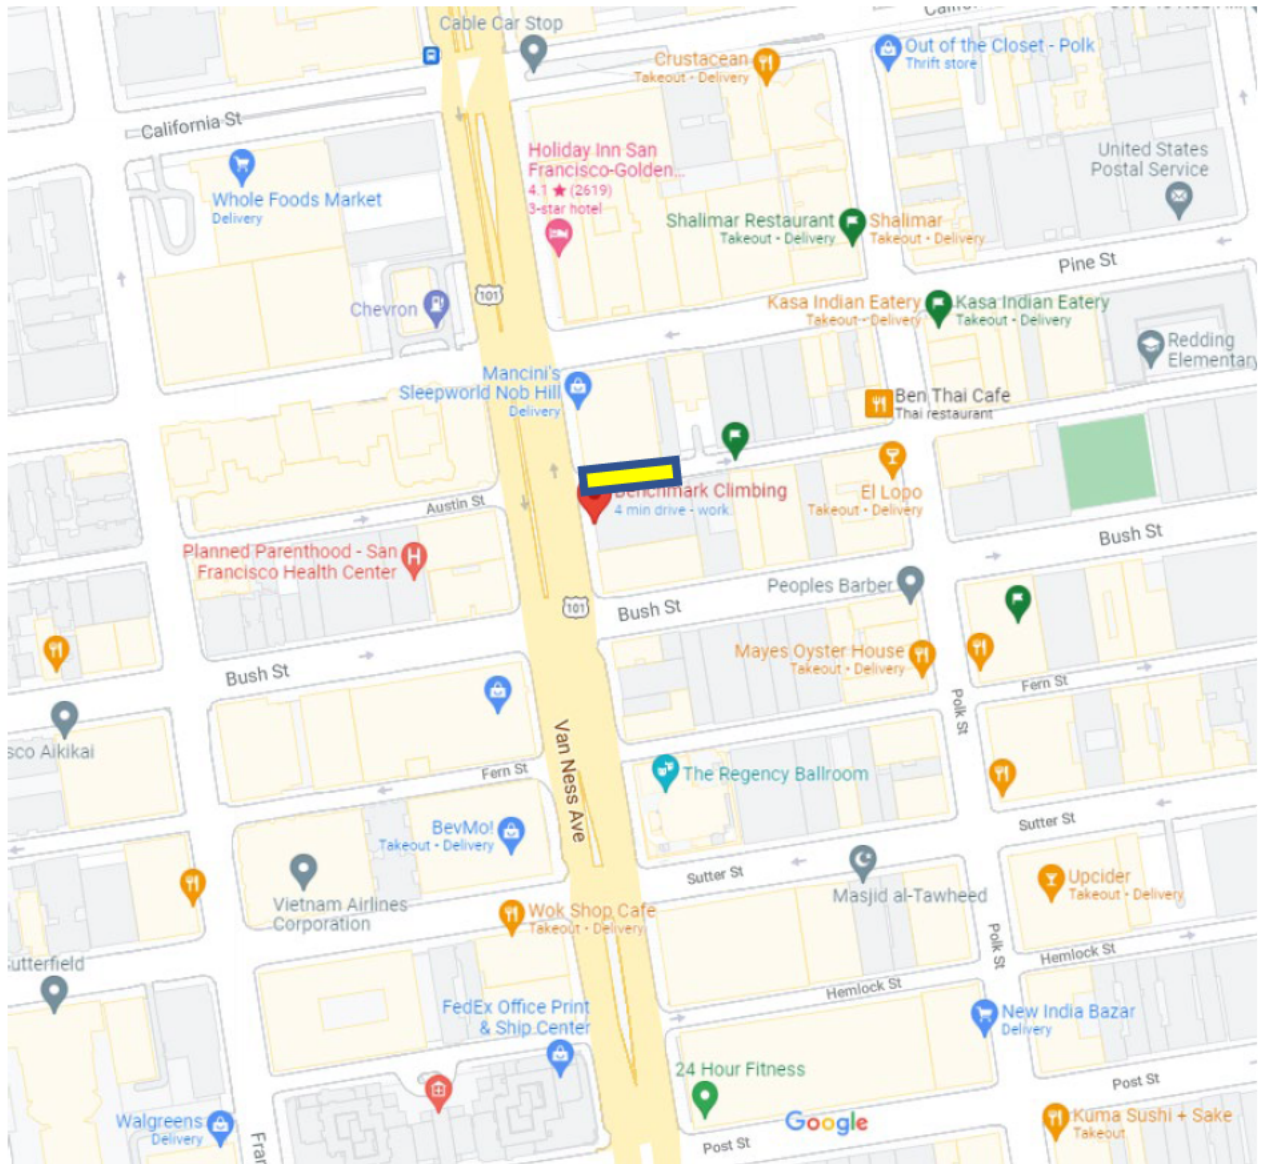 Cable Car Stop
Crustacean
Takeout • Delivery
Out of the Closet - Polk
Thrift store
California St
Whole Foods Market
Delivery
Holiday Inn San
Francisco-Golden...
4.1 ★ (2619)
3-star hotel
United States
Postal Service
Shalimar Restaurant
Takeout • Delivery
Shalimar
Takeout • Delivery
Pine St
101
Chevron
Kasa Indian Eatery
Takeout • Delivery
Kasa Indian Eatery
Takeout • Delivery
Redding
Elementary
Mancini's
Sleepworld Nob Hill
Delivery
Ben Thai Cafe
Thai restaurant
Benchmark Climbing
4 min drive - work
El Lopo
Takeout • Delivery
Austin St
Bush St
Planned Parenthood - San
Francisco Health Center
H
101
Bush St
Peoples Barber
Mayes Oyster House
Takeout • Delivery
Bush St
Fern St
Polk St
sco Aikikai
Van Ness Ave
Fern St
The Regency Ballroom
Sutter St
BevMo!
Takeout • Delivery
Sutter St
Masjid al-Tawheed
Upcider
Takeout • Delivery
Vietnam Airlines
Corporation
Wok Shop Cafe
Takeout • Delivery
Polk St
Hemlock St
utterfield
Hemlock St
FedEx Office Print
& Ship Center
New India Bazar
Delivery
24 Hour Fitness
Post St
Walgreens
Delivery
Fran
Google
Kuma Sushi + Sake
Takeout
Post St